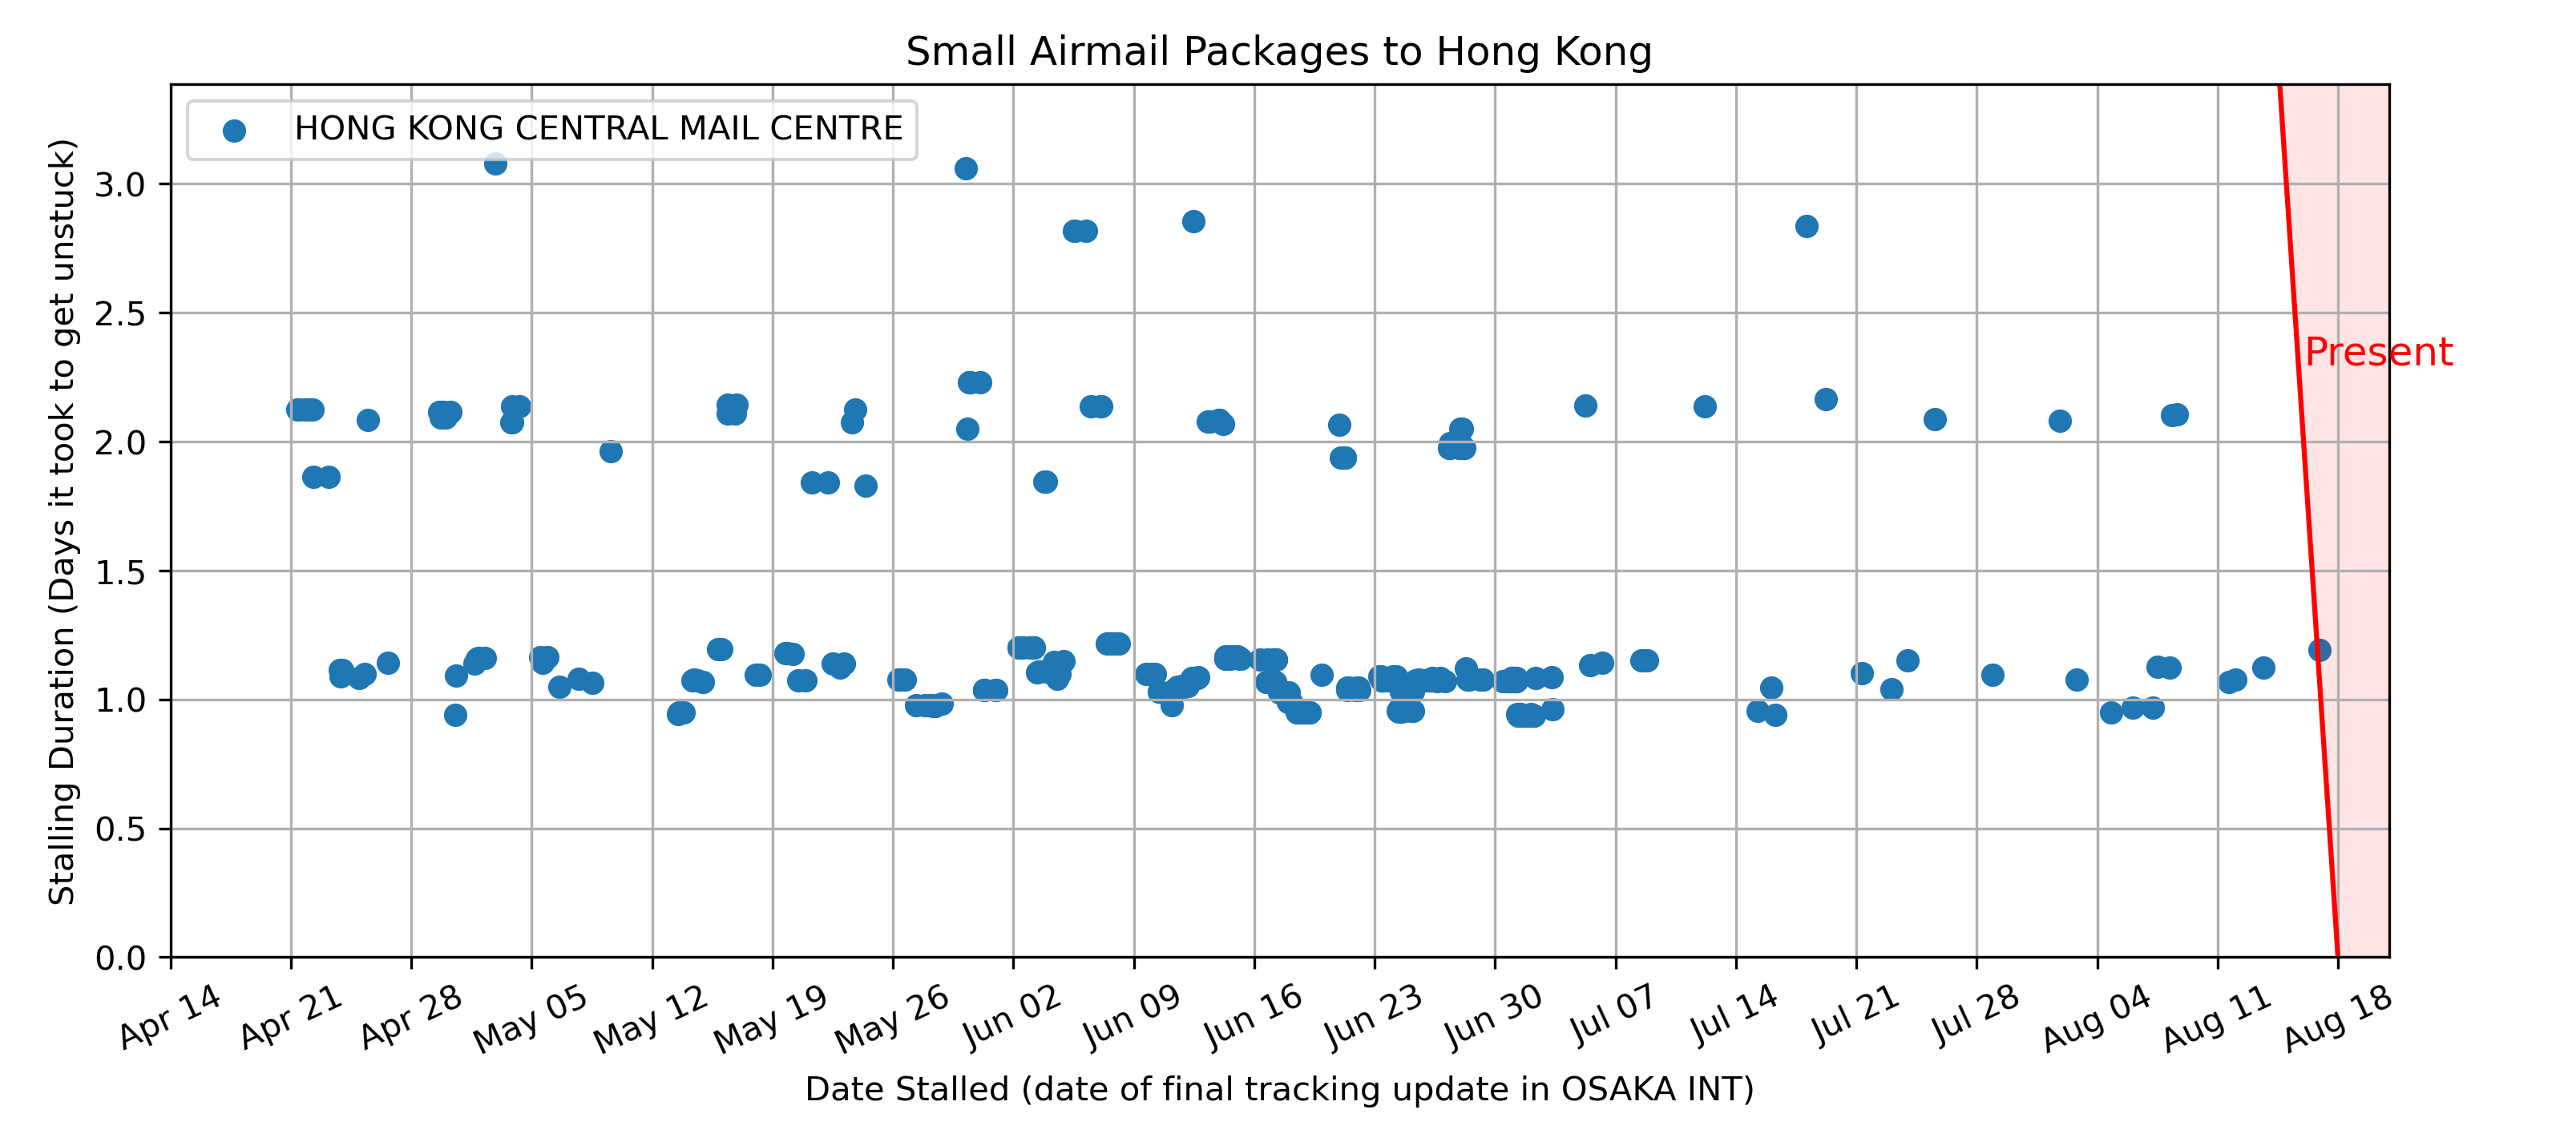 Small Airmail Packages to Hong Kong
HONG KONG CENTRAL MAIL CENTRE
Stalling Duration (Days it took to get unstuck)
3.0
2.5
2.0
1.5
1.0
0.5
0.0
Present
Apr 14
Apr 21
Apr 28
May 05
May 12
May 19
May 26
Jun 02
Jun 09
Jun 16
Jun 23
Jun 30
Jul 07
Jul 14
Jul 21
Jul 28
Aug 04
Aug 11
Aug 18
Date Stalled (date of final tracking update in OSAKA INT)